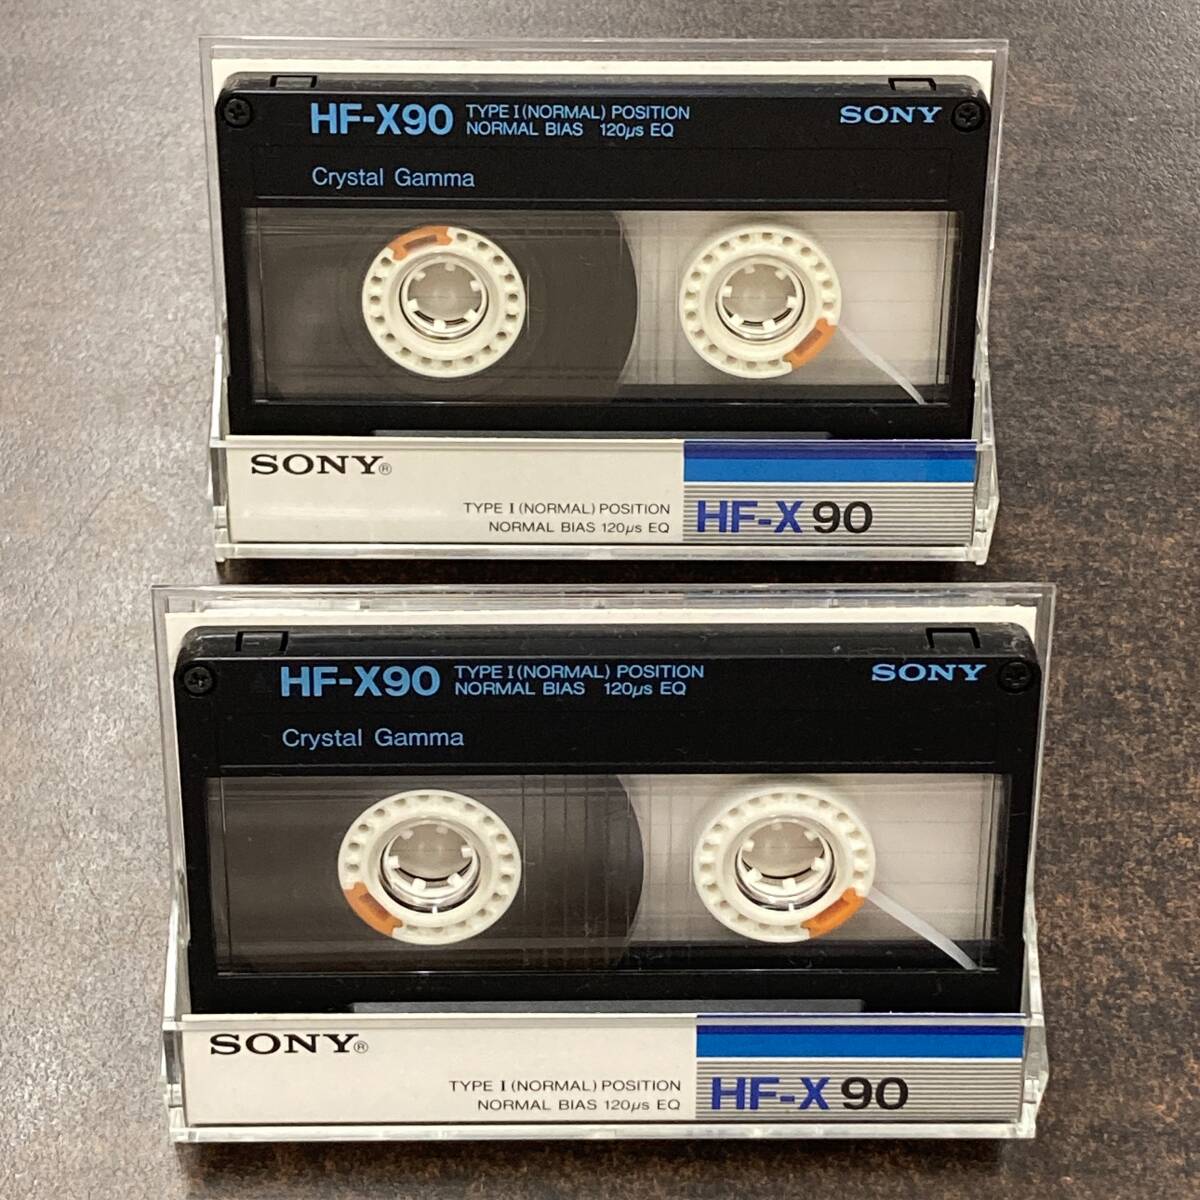 HF-X90 TYPE I (NORMAL) POSITION SONY
NORMAL BIAS 120µs EQ
Crystal Gamma
SONY®
TYPE I (NORMAL) POSITION
NORMAL BIAS 120µs EQ
HF-X 90
HF-X90 TYPE I (NORMAL) POSITION SONY
NORMAL BIAS 120µs EQ
Crystal Gamma
SONY®
TYPE I (NORMAL) POSITION
NORMAL BIAS 120µs EQ
HF-X 90